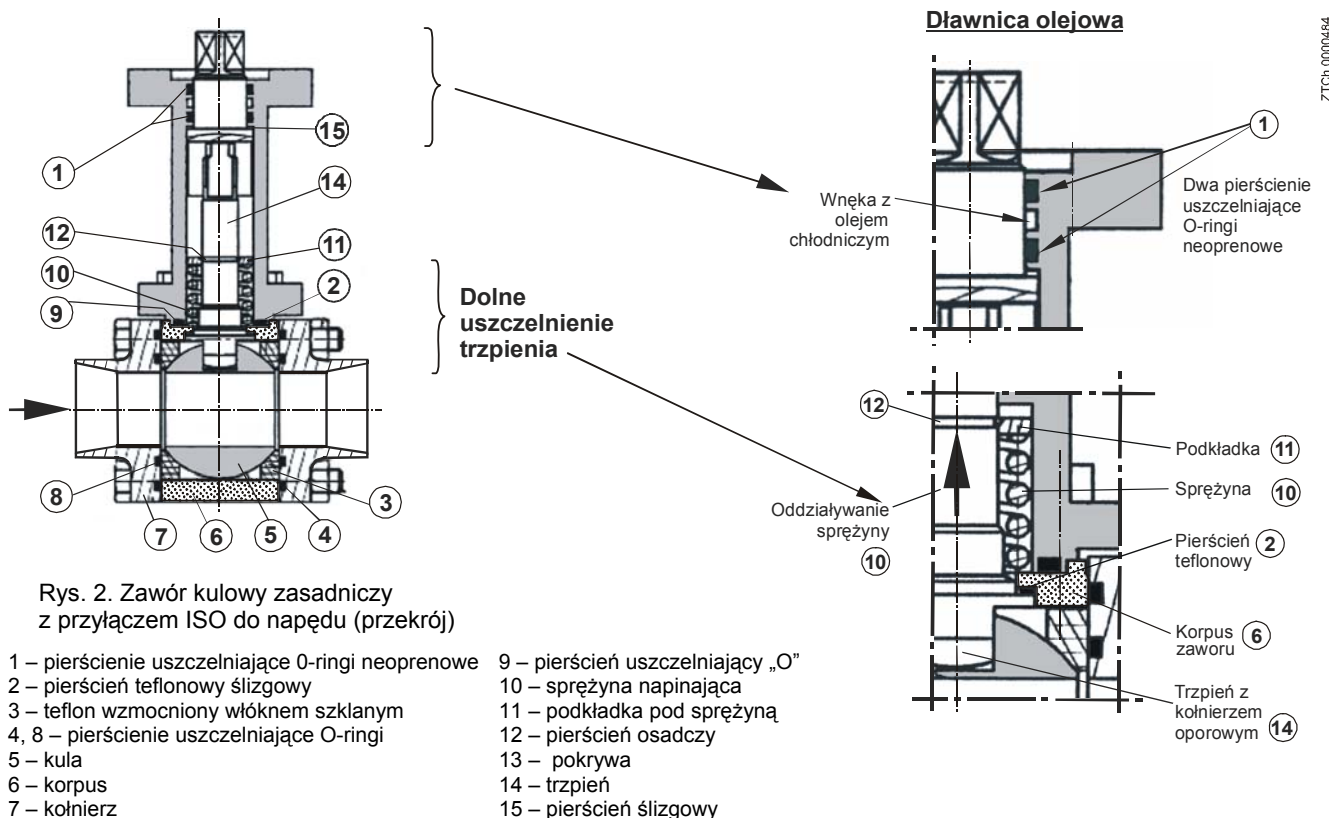 Dławnica olejowa
ZTCh 0000484
15
1
14
12
11
10
2
9
8
7
6
5
4
3
Dolne
uszczelnienie
trzpienia
1
Wnęka z
olejem
chłodniczym
Dwa pierścienie
uszczelniające
O-ringi
neoprenowe
12
Podkładka 11
Sprężyna 10
Oddziaływanie
sprężyny
10
Pierścień 2
teflonowy
Korpus 6
zaworu
Trzpień z
kołnierzem
oporowym 14
Rys. 2. Zawór kulowy zasadniczy
z przyłączem ISO do napędu (przekrój)
1 – pierścienie uszczelniające 0-ringi neoprenowe
2 – pierścień teflonowy ślizgowy
3 – teflon wzmocniony włóknem szklanym
4, 8 – pierścienie uszczelniające O-ringi
5 – kula
6 – korpus
7 – kołnierz
9 – pierścień uszczelniający „O”
10 – sprężyna napinająca
11 – podkładka pod sprężyną
12 – pierścień osadczy
13 – pokrywa
14 – trzpień
15 – pierścień ślizgowy